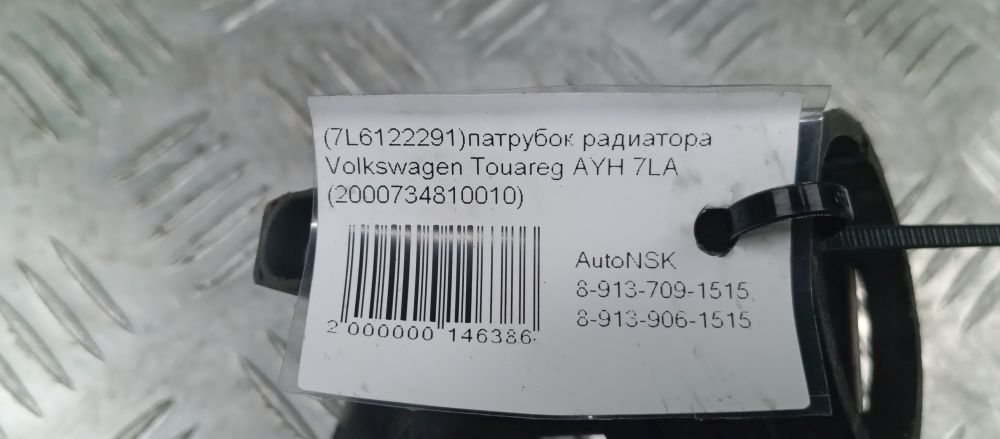 (7L6122291)патрубок радиатора
Volkswagen Touareg AYH 7LA
(2000734810010)
2 000000 146386
AutoNSK
8-913-709-1515,
8-913-906-1515